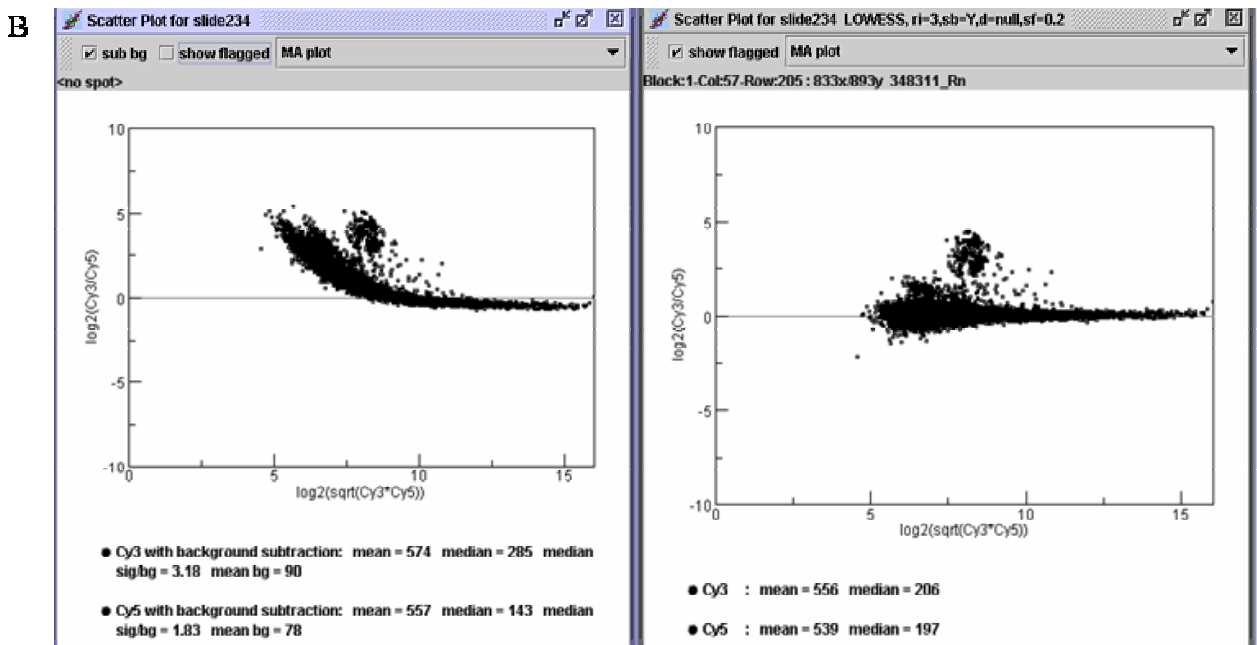 B
Scatter Plot for slide234
sub bg show flagged MA plot
<no spot>
10
5
0
-5
-10
0 5 10 15
log2(Cy3/Cy5)
log2(sqrt(Cy3*Cy5))
Cy3 with background subtraction: mean = 574 median = 285 median
sig/bg = 3.18 mean bg = 90
Cy5 with background subtraction: mean = 557 median = 143 median
sig/bg = 1.83 mean bg = 78
Scatter Plot for slide234 LOWESS, ri=3,sb=Y,d=null,sf=0.2
show flagged MA plot
Block:1-Col:57-Row:205 : 833x/893y 348311_Rn
10
5
0
-5
-10
0 5 10 15
log2(Cy3/Cy5)
log2(sqrt(Cy3*Cy5))
Cy3 : mean = 556 median = 206
Cy5 : mean = 539 median = 197